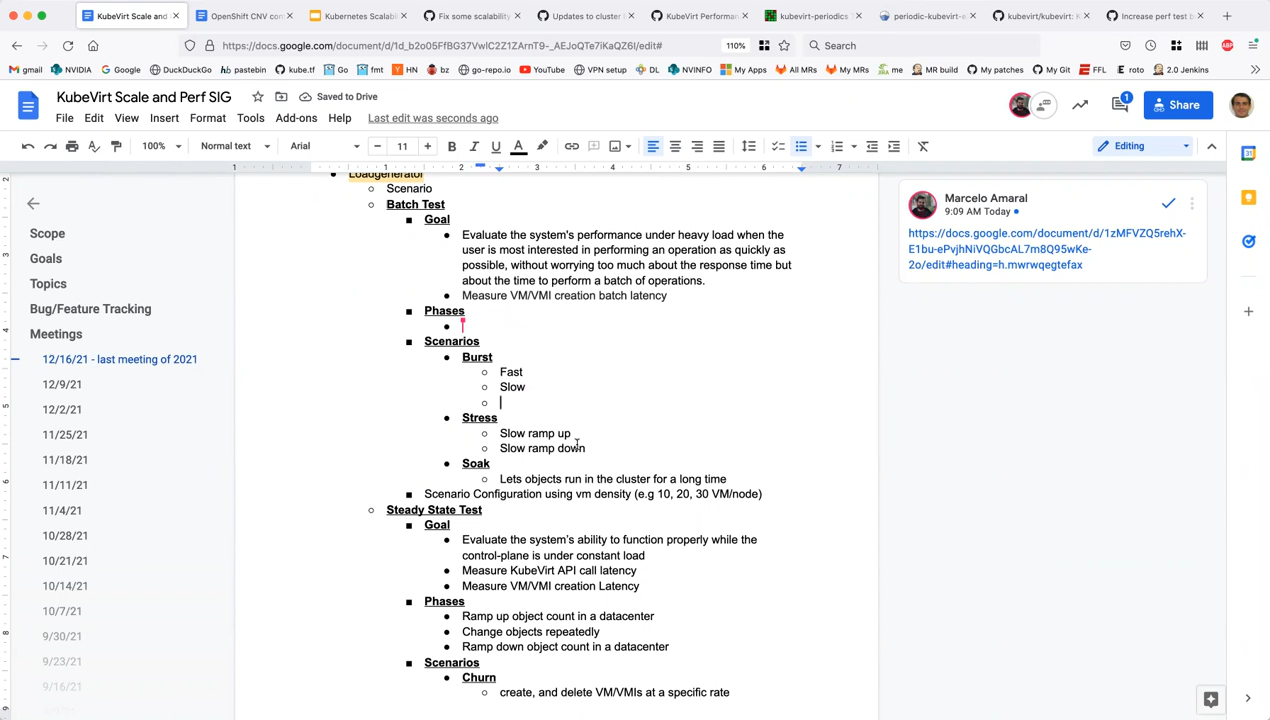 KubeVirt Scale and Pe
OpenShift CNV con
Kubernetes Scalabi
Fix some scalability
Updates to cluster
KubeVirt Performan
kubevirt-periodics
periodic-kubevirt-e
kubevirt/kubevirt: K
Increase perf test b
https://docs.google.com/document/d/1d_b2o05FfBG37VwlC2Z1ZArnT9-_AEJoQTe7iKaQZ6I/edit#
110%
Search
gmail
NVIDIA
Google
DuckDuckGo
pastebin
kube.tf
Go
fmt
HN
bz
go-repo.io
YouTube
VPN setup
DL
NVINFO
My Apps
All MRs
My MRs
me
MR build
My patches
My Git
FFL
roto
2.0 Jenkins
KubeVirt Scale and Perf SIG
Saved to Drive
File Edit View Insert Format Tools Add-ons Help Last edit was seconds ago
1
Share
100% Normal text Arial 11 Editing
1 1 2 3 4 5 6 7
Scope
Goals
Topics
Bug/Feature Tracking
Meetings
12/16/21 - last meeting of 2021
12/9/21
12/2/21
11/25/21
11/18/21
11/11/21
11/4/21
10/28/21
10/21/21
10/14/21
10/7/21
9/30/21
9/23/21
9/16/21
Loadgenerator
Scenario
Batch Test
Goal
Evaluate the system's performance under heavy load when the
user is most interested in performing an operation as quickly as
possible, without worrying too much about the response time but
about the time to perform a batch of operations.
Measure VM/VMI creation batch latency
Phases
Scenarios
Burst
Fast
Slow
Stress
Slow ramp up
Slow ramp down
Soak
Lets objects run in the cluster for a long time
Scenario Configuration using vm density (e.g 10, 20, 30 VM/node)
Steady State Test
Goal
Evaluate the system's ability to function properly while the
control-plane is under constant load
Measure KubeVirt API call latency
Measure VM/VMI creation Latency
Phases
Ramp up object count in a datacenter
Change objects repeatedly
Ramp down object count in a datacenter
Scenarios
Churn
create, and delete VM/VMIs at a specific rate
Marcelo Amaral
9:09 AM Today
https://docs.google.com/document/d/1zMFVZQ5rehX-
E1bu-ePvjhNiVQGbcAL7m8Q95wKe-
2o/edit#heading=h.mwrwqegtefax